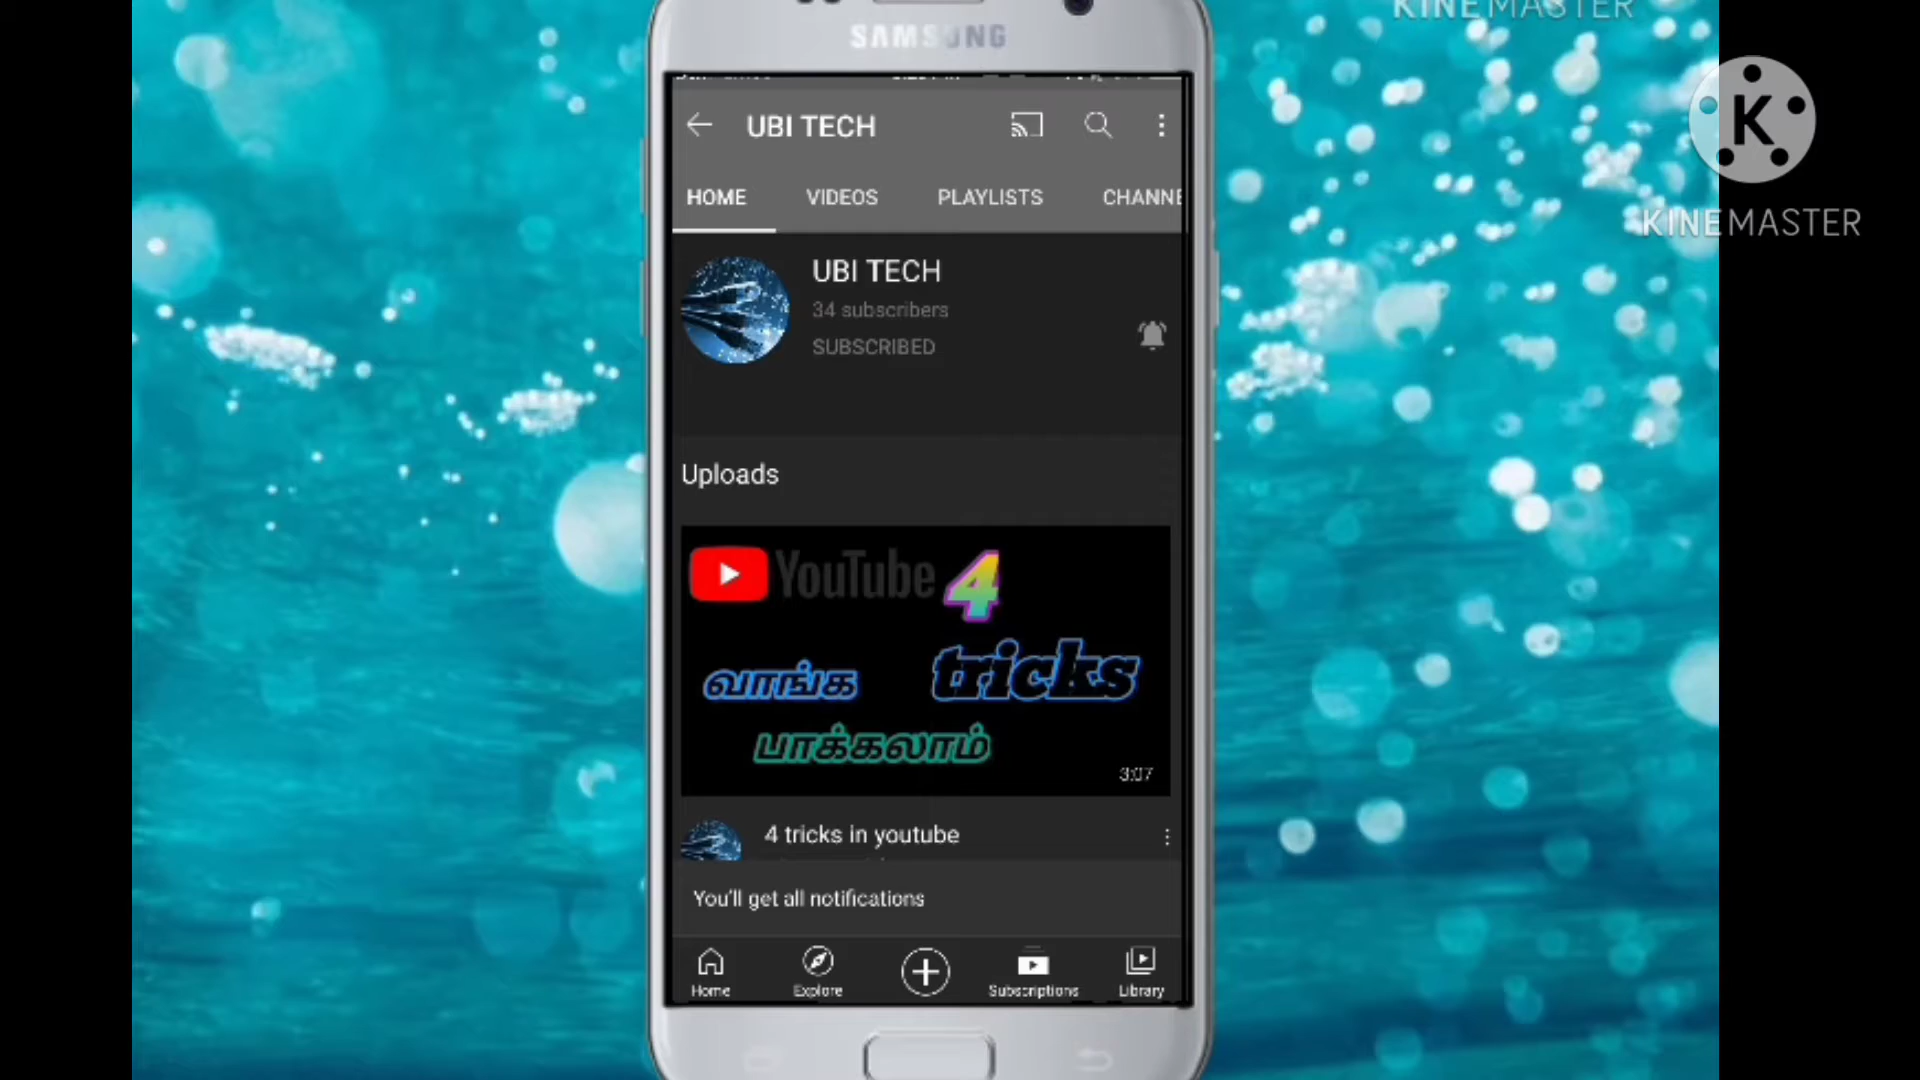 KINEMASTER
SAMSUNG
UBI TECH
HOME VIDEOS PLAYLISTS CHANNE
K
KINEMASTER
UBI TECH
34 subscribers
SUBSCRIBED
Uploads
YouTube 4
வாங்க tricks
பாக்கலாம்
3:07
4 tricks in youtube
You'll get all notifications
Home Explore Subscriptions Library